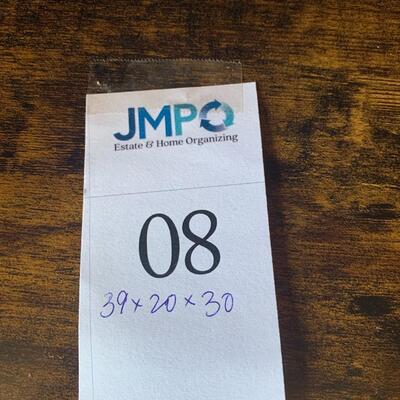 JMPO
Estate & Home Organizing
08
39 x 20 x 30